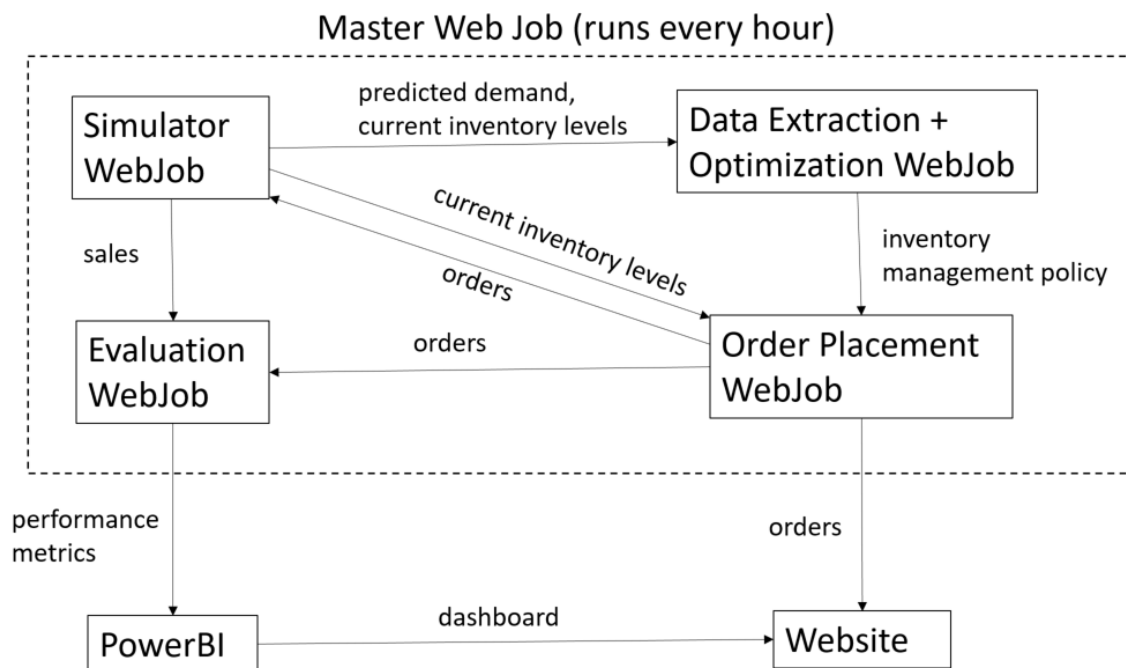 Master Web Job (runs every hour)
predicted demand,
current inventory levels
Simulator
WebJob
Data Extraction +
Optimization WebJob
current inventory levels
orders
sales
inventory
management policy
Evaluation
WebJob
orders
Order Placement
WebJob
performance
metrics
orders
dashboard
PowerBI
Website